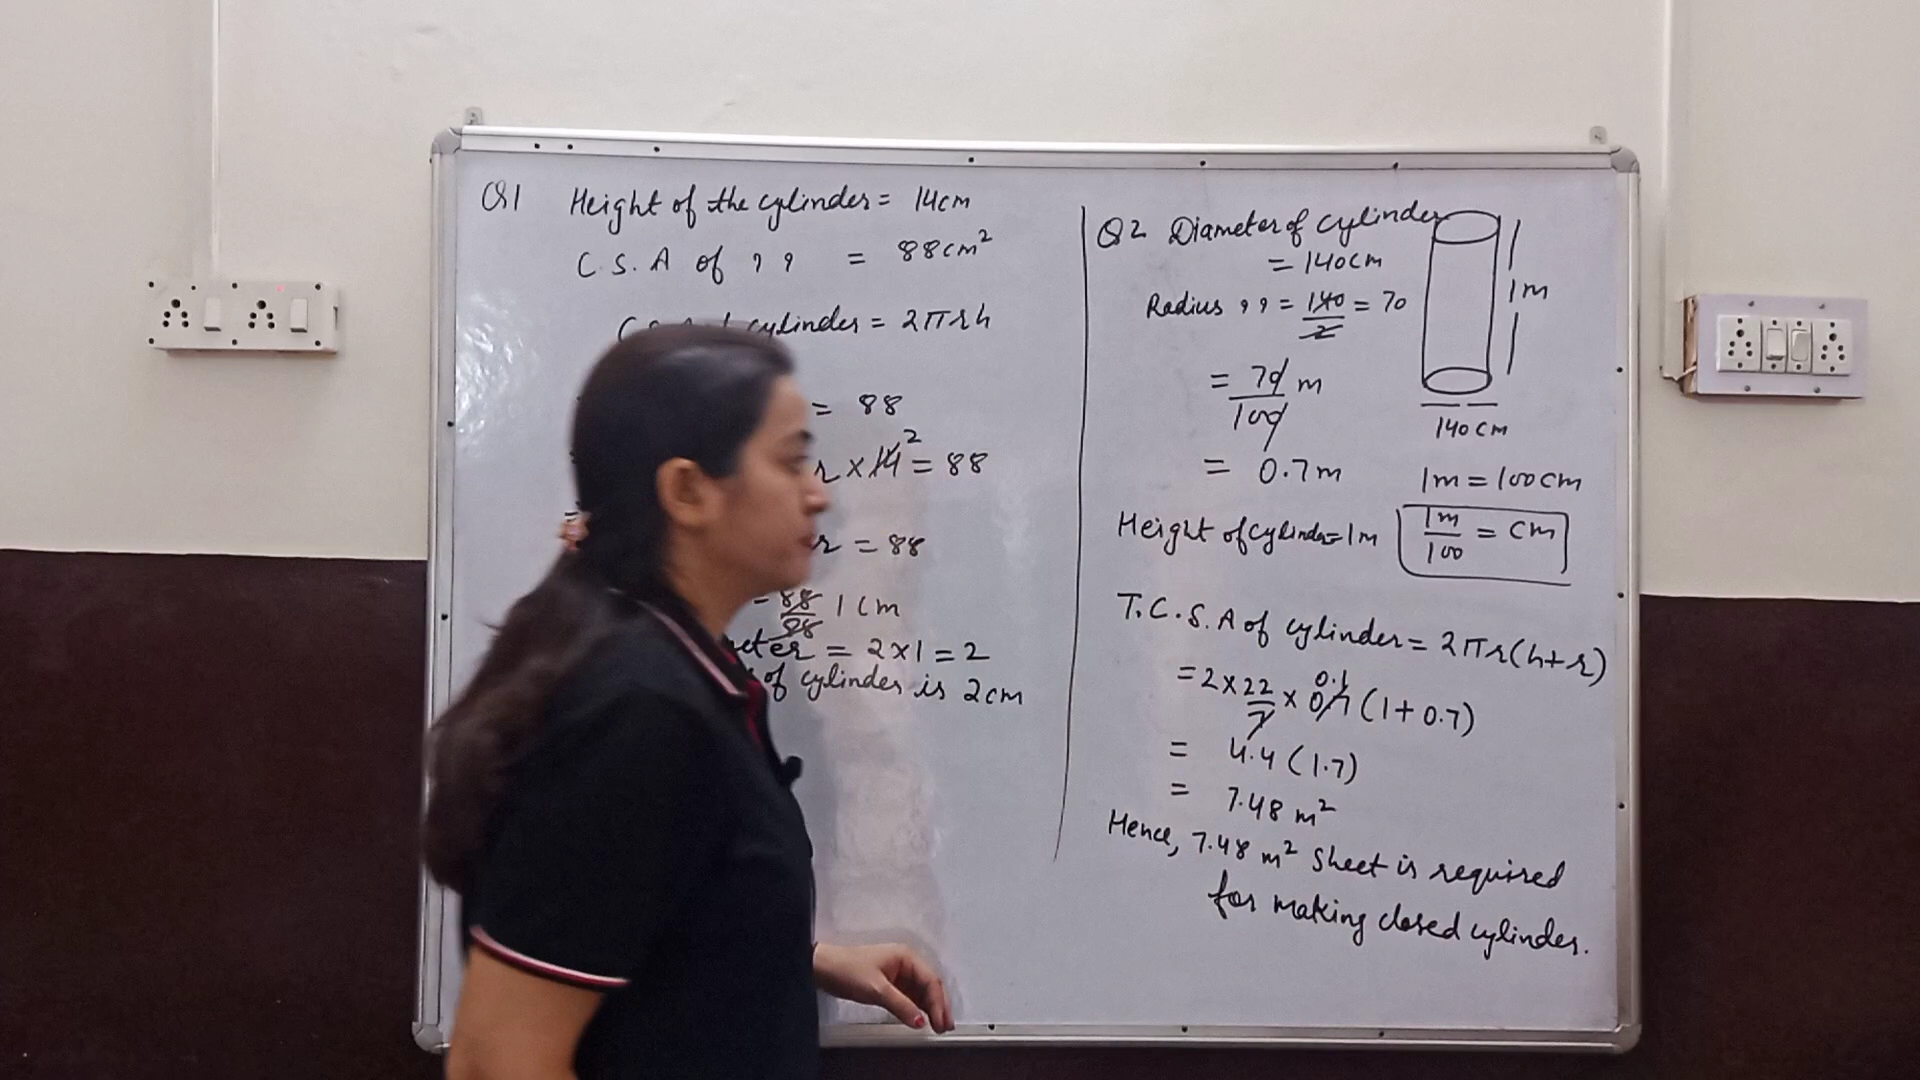 Q1 Height of the cylinder = 14cm
C.S.A of ,, = 88cm²
cylinder = 2πrh
= 88
r × 14 2 = 88
r = 88
= 88/88 1 cm
= 2×1 = 2
of cylinder is 2cm
Q2 Diameter of cylinder
= 140cm
Radius ,, = 140/2 = 70
= 70/100 m
= 0.7m
Height of cylinder = 1m
1m
140cm
1m = 100cm
1m/100 = cm
T.C.S.A of cylinder = 2πr(h+r)
= 2 × 22/7 × 0.7 0.1 (1+0.7)
= 4.4 (1.7)
= 7.48 m²
Hence, 7.48 m² sheet is required
for making closed cylinder.